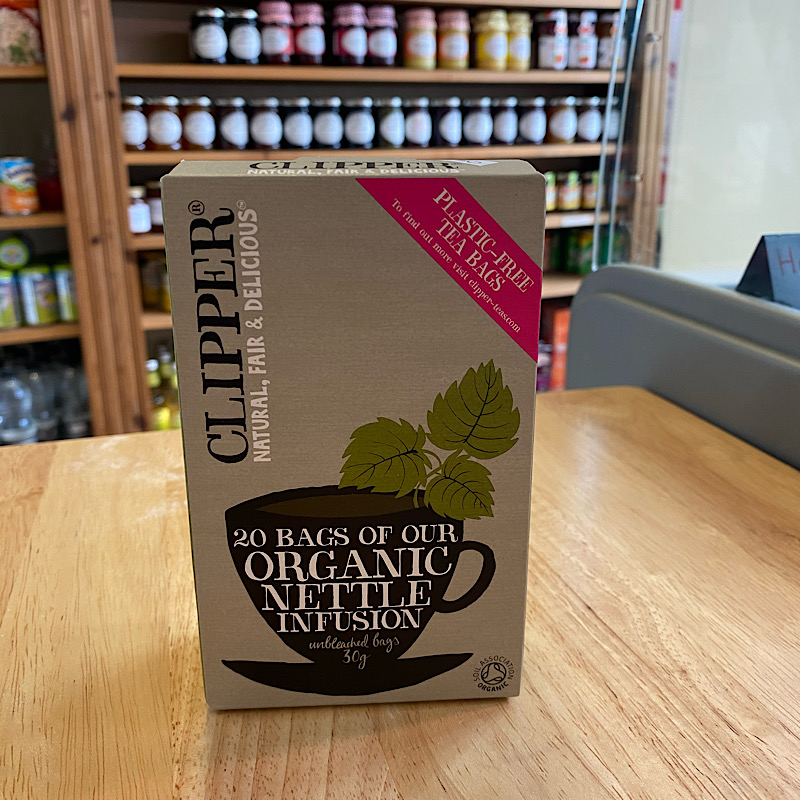 CLIPPER
NATURAL, FAIR & DELICIOUS
CLIPPER®
NATURAL, FAIR & DELICIOUS™
PLASTIC-FREE
TEA BAGS
To find out more visit clipper-teas.com
20 BAGS OF OUR
ORGANIC
NETTLE
INFUSION
unbleached bags
30g
SOIL ASSOCIATION
ORGANIC